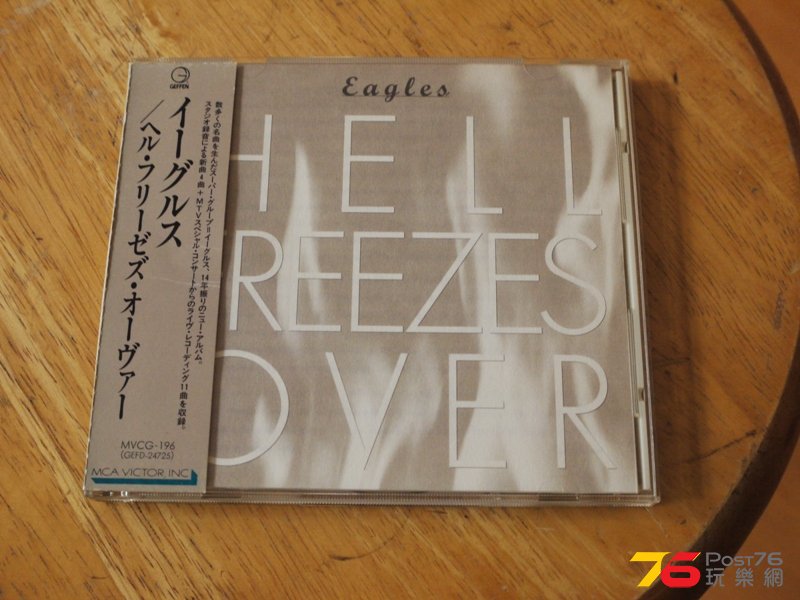 GEFFEN
イーグルス
／ヘル・フリーゼズ・オーヴァー
数多くの名曲を生んだスーパー・グループ=イーグルス、14年振りのニュー・アルバム。
スタジオ録音による新曲4曲+MTVスペシャル・コンサートからのライヴ・レコーディング11曲を収録。
MVCG-196
(GEFD-24725)
MCA VICTOR INC
Eagles
HELL
FREEZES
OVER
76 POST76
玩樂網